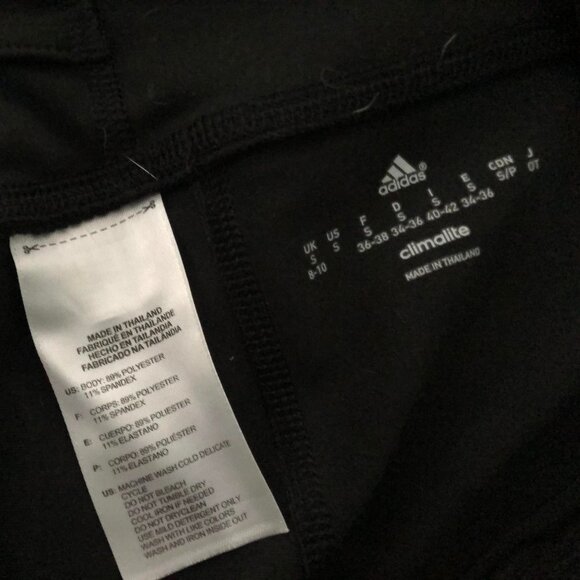 MADE IN THAILAND
FABRIQUÉ EN THAÏLANDE
HECHO EN TAILANDIA
FABRICADO NA TAILÂNDIA
US: BODY: 89% POLYESTER
11% SPANDEX
F: CORPS: 89% POLYESTER
11% SPANDEX
E: CUERPO: 89% POLIESTER
11% ELASTANO
P: CORPO: 89% POLIÉSTER
11% ELASTANO
US: MACHINE WASH COLD DELICATE
CYCLE
DO NOT BLEACH
DO NOT TUMBLE DRY
COOL IRON IF NEEDED
DO NOT DRYCLEAN
USE MILD DETERGENT ONLY
WASH WITH LIKE COLORS
WASH AND IRON INSIDE OUT
adidas®
UK US F D I E CDN J
S S S S S S S/P OT
8-10 36-38 34-36 40-42 34-36
climalite
MADE IN THAILAND